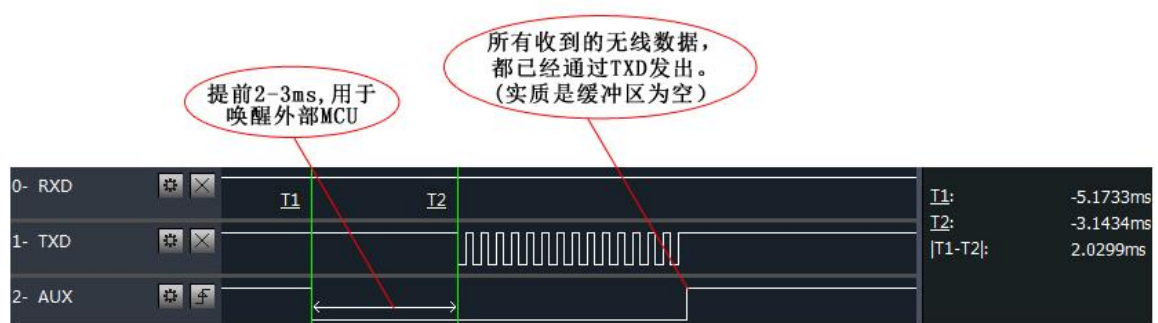 所有收到的无线数据，
都已经通过TXD发出。
(实质是缓冲区为空)
提前2-3ms,用于
唤醒外部MCU
0- RXD
T1
T2
1- TXD
2- AUX
T1: -5.1733ms
T2: -3.1434ms
|T1-T2|: 2.0299ms